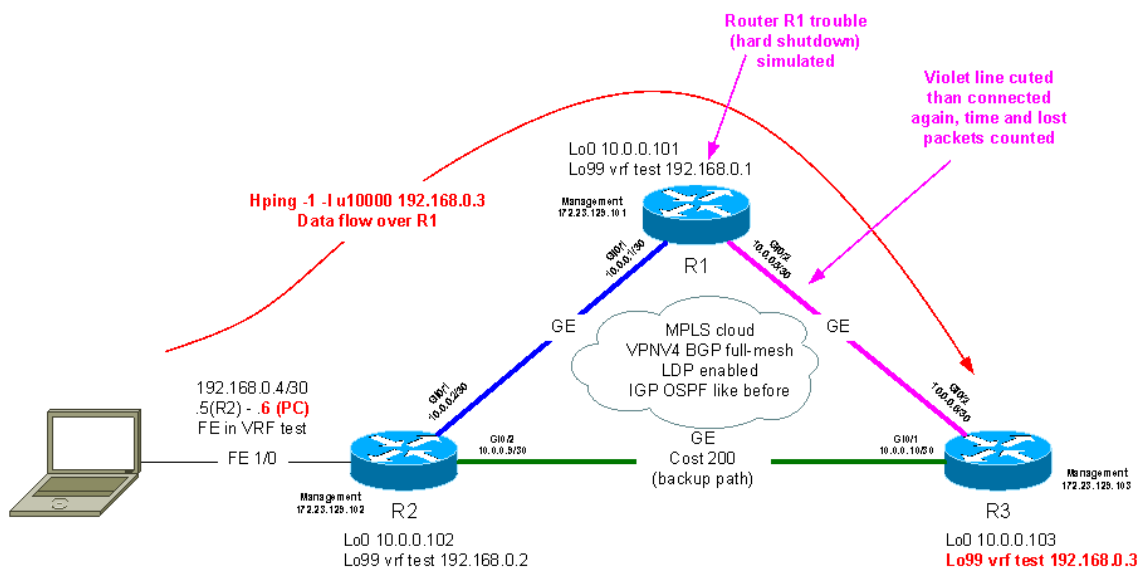 Router R1 trouble
(hard shutdown)
simulated
Violet line cuted
than connected
again, time and lost
packets counted
Lo0 10.0.0.101
Lo99 vrf test 192.168.0.1
Hping -1 -I u10000 192.168.0.3
Data flow over R1
Management
172.23.129.101
GI0/1
10.0.0.1/30
GI0/2
10.0.0.5/30
R1
GE
GE
MPLS cloud
VPNV4 BGP full-mesh
LDP enabled
IGP OSPF like before
192.168.0.4/30
.5(R2) - .6 (PC)
FE in VRF test
GI0/1
10.0.0.2/30
GI0/2
10.0.0.6/30
FE 1/0
GI0/2
10.0.0.9/30
GE
Cost 200
(backup path)
GI0/1
10.0.0.10/30
Management
172.23.129.102
Management
172.23.129.103
R2
R3
Lo0 10.0.0.102
Lo99 vrf test 192.168.0.2
Lo0 10.0.0.103
Lo99 vrf test 192.168.0.3